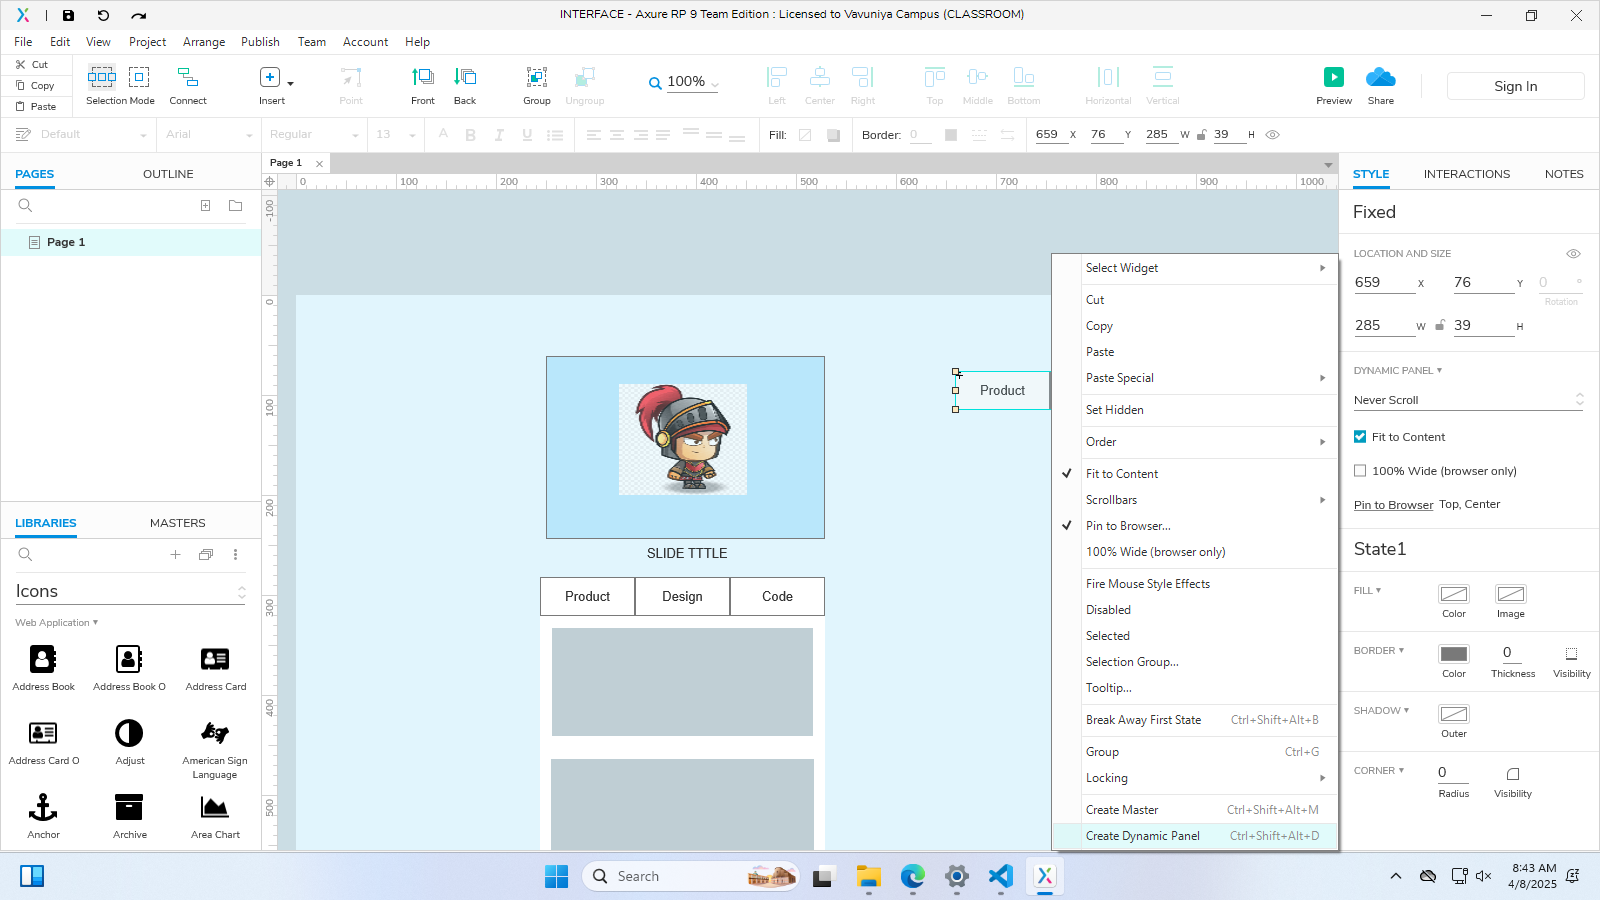 INTERFACE - Axure RP 9 Team Edition : Licensed to Vavuniya Campus (CLASSROOM)
File Edit View Project Arrange Publish Team Account Help
Cut
Copy
Paste
Selection Mode Connect Insert Point Front Back Group Ungroup 100% Left Center Right Top Middle Bottom Horizontal Vertical Preview Share Sign In
Default Arial Regular 13 Fill: Border: 0 659 X 76 Y 285 W 39 H
PAGES OUTLINE
Page 1
Page 1
LIBRARIES MASTERS
Icons
Web Application
Address Book Address Book O Address Card
Address Card O Adjust American Sign Language
Anchor Archive Area Chart
0 100 200 300 400 500 600 700 800 900 1000
-100
0
100
200
300
400
500
Product
SLIDE TTTLE
Product Design Code
Select Widget
Cut
Copy
Paste
Paste Special
Set Hidden
Order
Fit to Content
Scrollbars
Pin to Browser...
100% Wide (browser only)
Fire Mouse Style Effects
Disabled
Selected
Selection Group...
Tooltip...
Break Away First State Ctrl+Shift+Alt+B
Group Ctrl+G
Locking
Create Master Ctrl+Shift+Alt+M
Create Dynamic Panel Ctrl+Shift+Alt+D
STYLE INTERACTIONS NOTES
Fixed
LOCATION AND SIZE
659 X 76 Y 0 °
Rotation
285 W 39 H
DYNAMIC PANEL
Never Scroll
Fit to Content
100% Wide (browser only)
Pin to Browser Top, Center
State1
FILL
Color Image
BORDER 0
Color Thickness Visibility
SHADOW
Outer
CORNER 0
Radius Visibility
Search
8:43 AM
4/8/2025